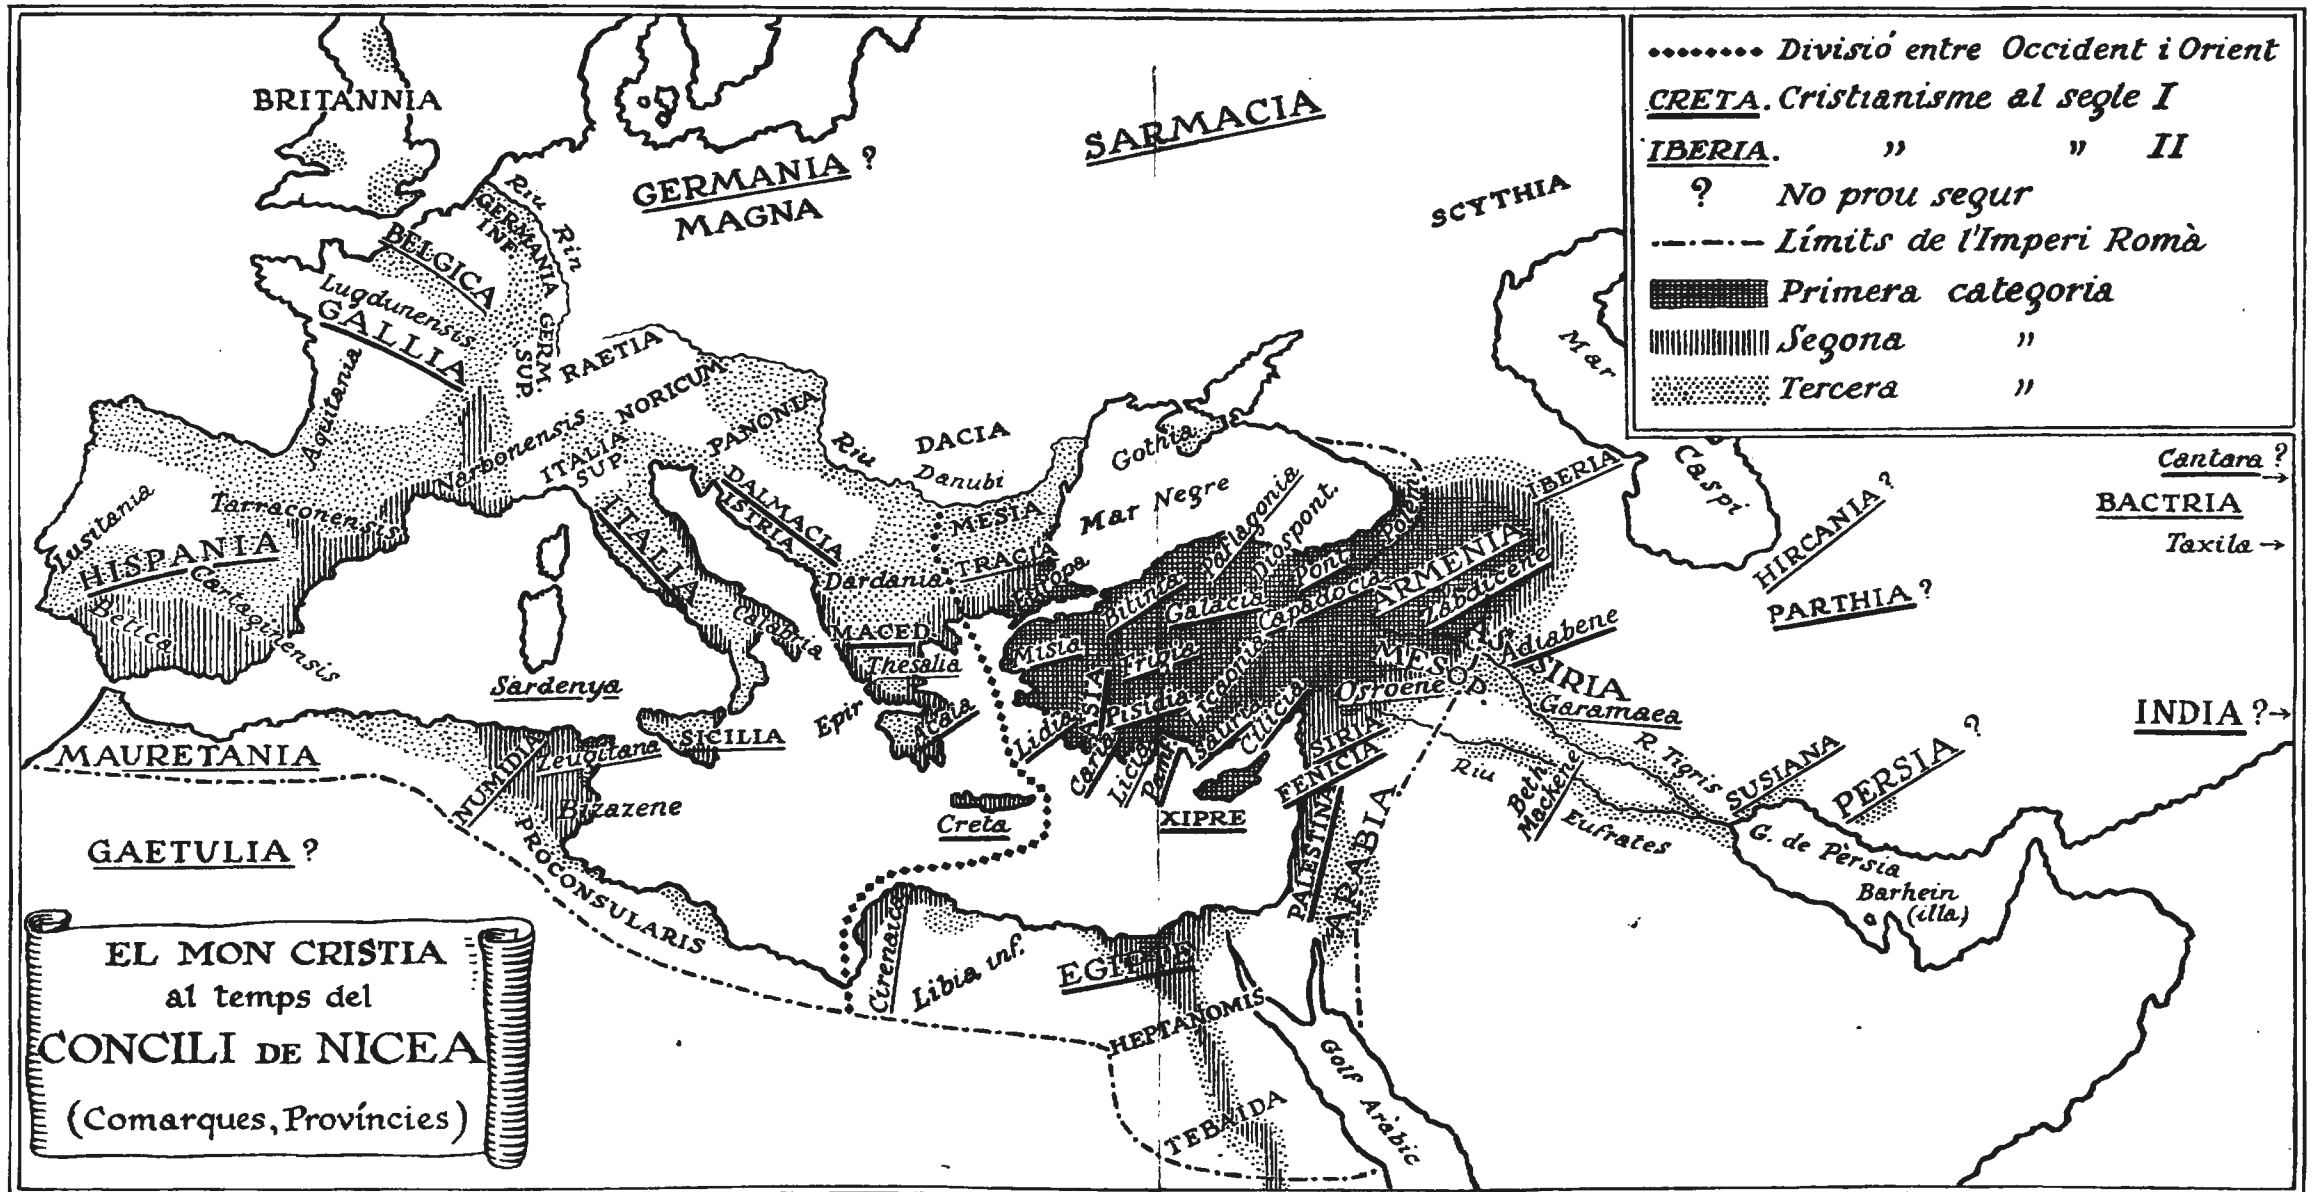 Divisió entre Occident i Orient
CRETA. Cristianisme al segle I
IBERIA. " " II
? No prou segur
Límits de l'Imperi Romà
Primera categoria
Segona "
Tercera "
BRITANNIA
SARMACIA
GERMANIA ?
MAGNA
SCYTHIA
Riu Rin
GERMANIA
INF.
BELGICA
Lugdunensis
GALLIA
GERM.
SUP.
RAETIA
Aquitania
NORICUM
PANONIA
Narbonensis
ITALIA
SUP.
Riu
Danubi
DACIA
Gothia
Mar Negre
Mar
Caspi
IBERIA
HIRCANIA ?
Cantara ?
→
BACTRIA
Taxila →
PARTHIA ?
INDIA ?→
Lusitania
Tarraconensis
HISPANIA
Cartaginensis
Betica
ITALIA
DALMACIA
ISTRIA
MESIA
TRACIA
Dardania
Europa
Calabria
MACED.
Thesalia
Epir
Acaia
Sardenya
SICILIA
Creta
Paflagonia
Diospont.
Polem.
Pont
Bitinia
Galacia
Capadocia
ARMENIA
Zabdicene
Misia
Frigia
Licaonia
ASIA
Pisidia
Lidia
Caria
Licia
Pamf.
Isauria
Cilicia
XIPRE
MESOP.
Osroene
AS-
SIRIA
Adiabene
Garamaea
SIRIA
FENICIA
PALESTINA
ARABIA
R. Tigris
Riu
Eufrates
Beth
Mackene
SUSIANA
PERSIA ?
G. de Pèrsia
Barhein
(illa)
MAURETANIA
NUMIDIA
Zeugitana
Bizazene
PROCONSULARIS
GAETULIA ?
Cirenaica
Libia inf.
EGIPTE
HEPTANOMIS
TEBAIDA
Golf Aràbic
EL MON CRISTIA
al temps del
CONCILI DE NICEA
(Comarques, Províncies)